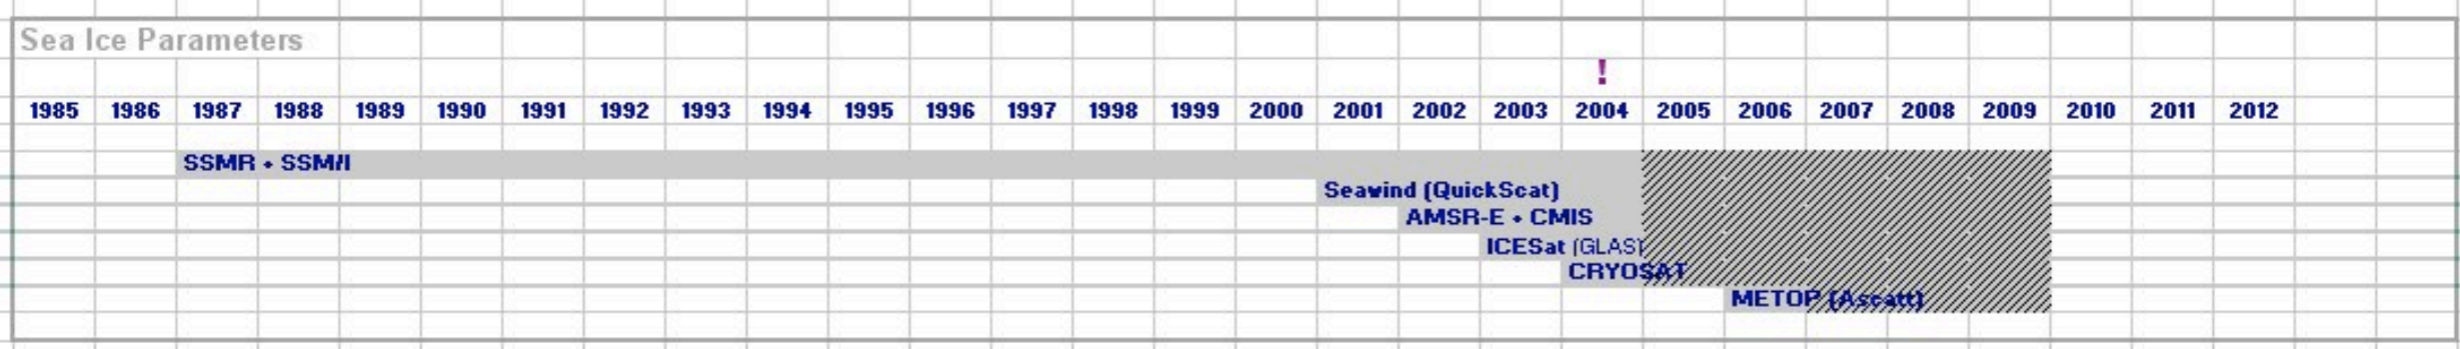 Sea Ice Parameters
!
1985 1986 1987 1988 1989 1990 1991 1992 1993 1994 1995 1996 1997 1998 1999 2000 2001 2002 2003 2004 2005 2006 2007 2008 2009 2010 2011 2012
SSMR + SSM/I
Seawind (QuickScat)
AMSR-E + CMIS
ICESat (GLAS)
CRYOSAT
METOP (Ascatt)